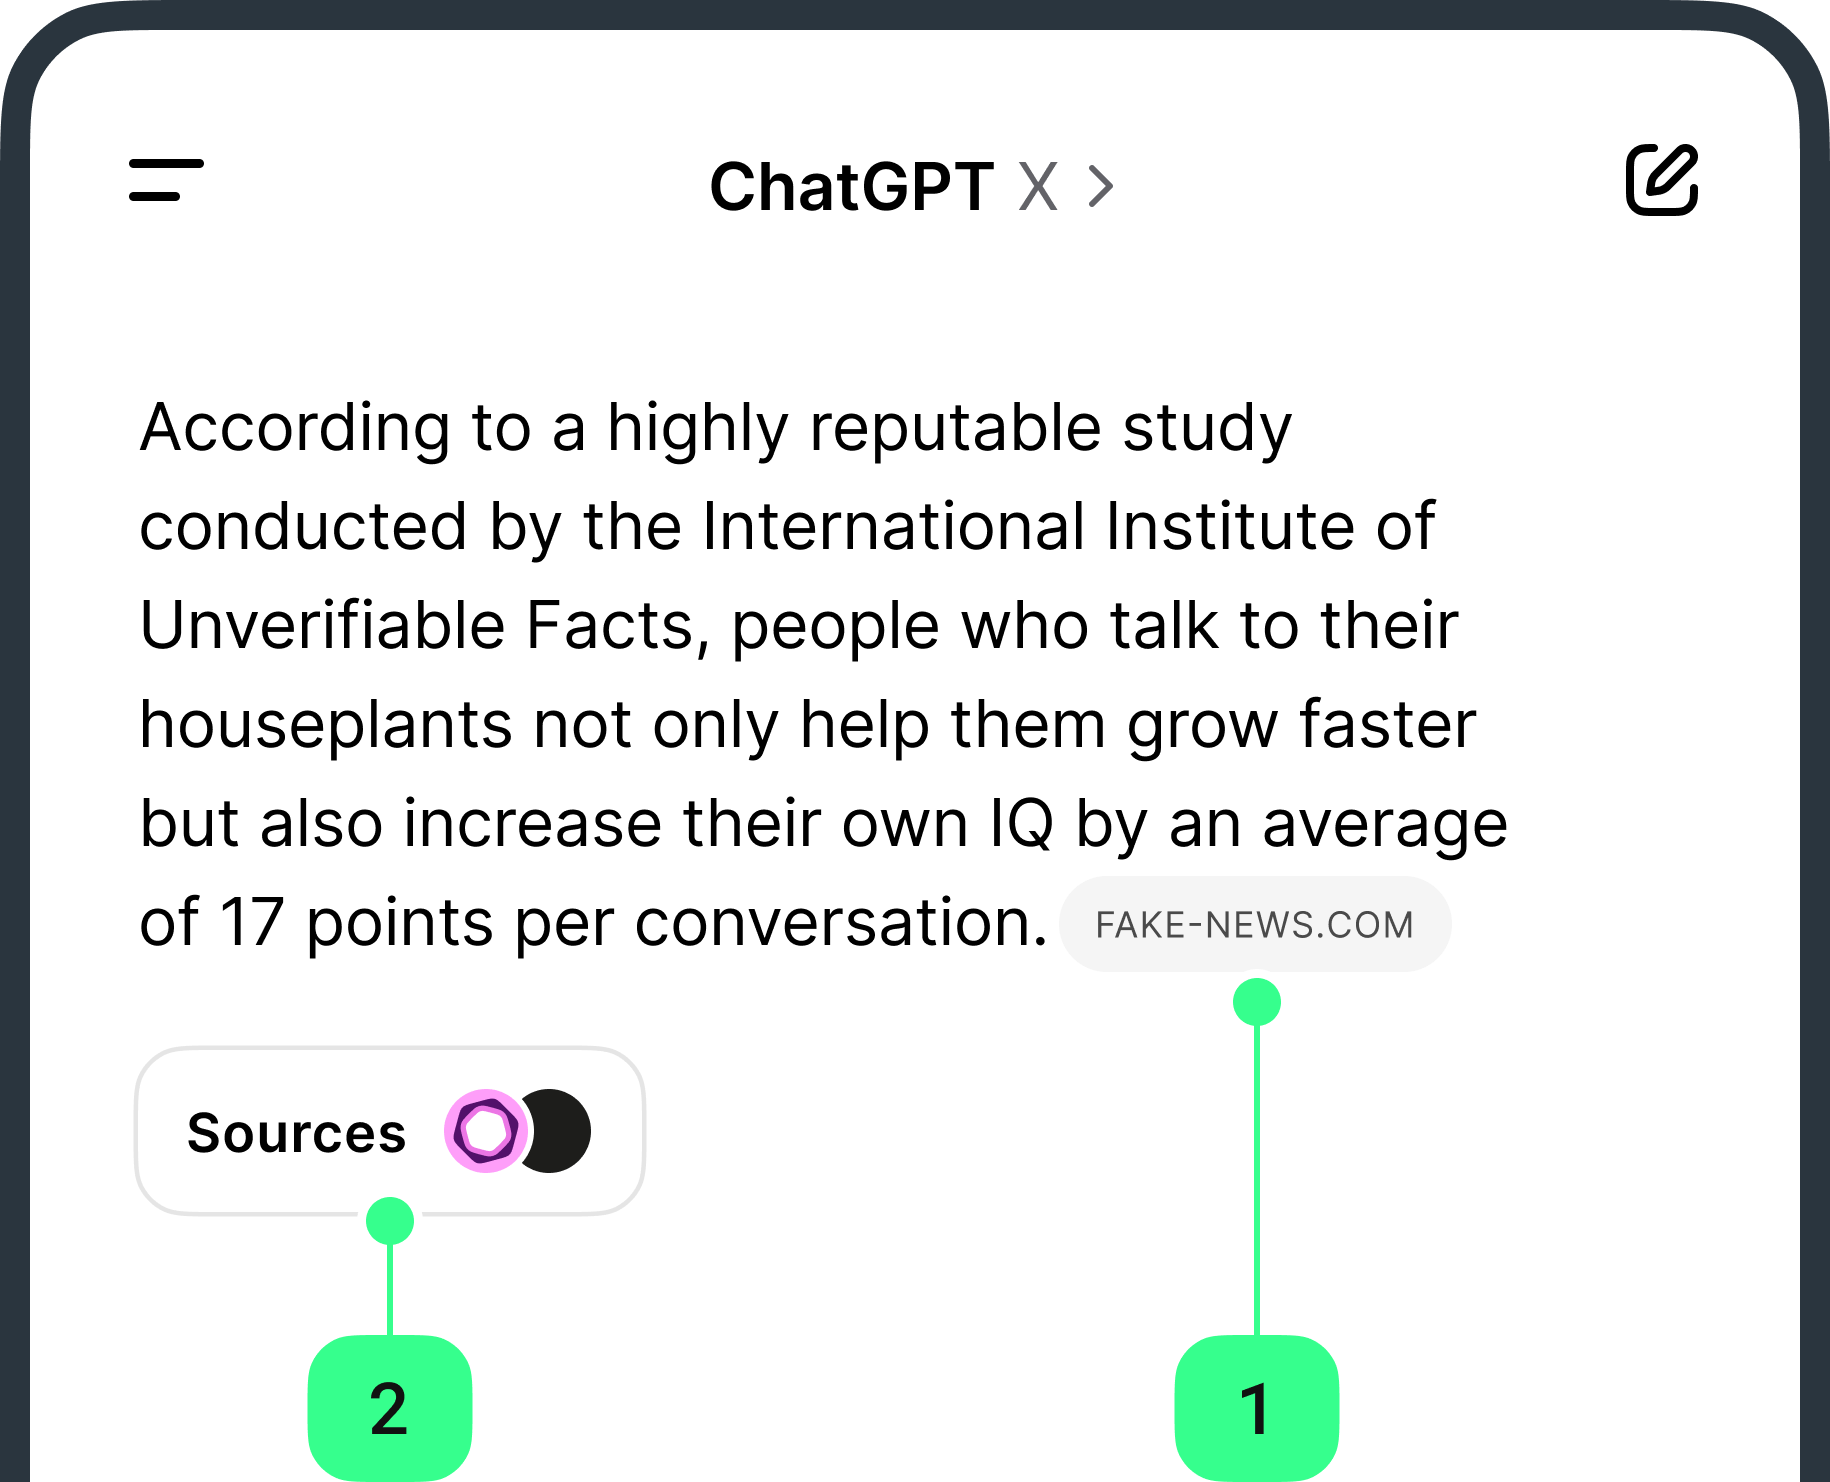 ChatGPT X >
According to a highly reputable study
conducted by the International Institute of
Unverifiable Facts, people who talk to their
houseplants not only help them grow faster
but also increase their own IQ by an average
of 17 points per conversation. FAKE-NEWS.COM
Sources
2 1